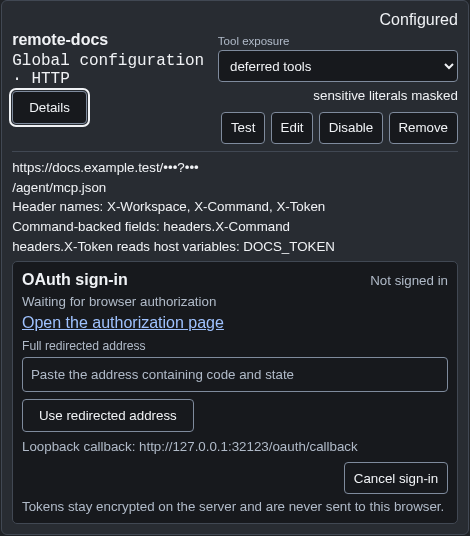 Configured
remote-docs
Global configuration
· HTTP
Details
Tool exposure
deferred tools
sensitive literals masked
Test
Edit
Disable
Remove
https://docs.example.test/•••?•••
/agent/mcp.json
Header names: X-Workspace, X-Command, X-Token
Command-backed fields: headers.X-Command
headers.X-Token reads host variables: DOCS_TOKEN
OAuth sign-in
Not signed in
Waiting for browser authorization
Open the authorization page
Full redirected address
Paste the address containing code and state
Use redirected address
Loopback callback: http://127.0.0.1:32123/oauth/callback
Cancel sign-in
Tokens stay encrypted on the server and are never sent to this browser.